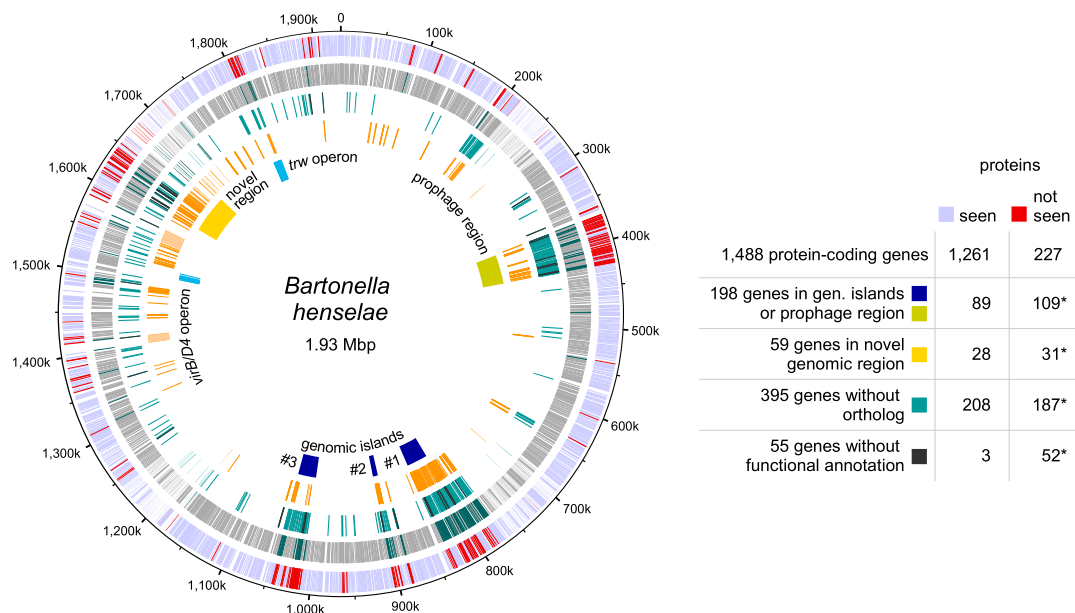 0
100k
200k
300k
400k
500k
600k
700k
800k
900k
1,000k
1,100k
1,200k
1,300k
1,400k
1,500k
1,600k
1,700k
1,800k
1,900k
trw operon
novel
region
prophage region
virB/D4 operon
genomic islands
#3
#2
#1
Bartonella
henselae
1.93 Mbp
proteins
seen
not
seen
1,488 protein-coding genes 1,261 227
198 genes in gen. islands
or prophage region
89 109*
59 genes in novel
genomic region
28 31*
395 genes without
ortholog
208 187*
55 genes without
functional annotation
3 52*